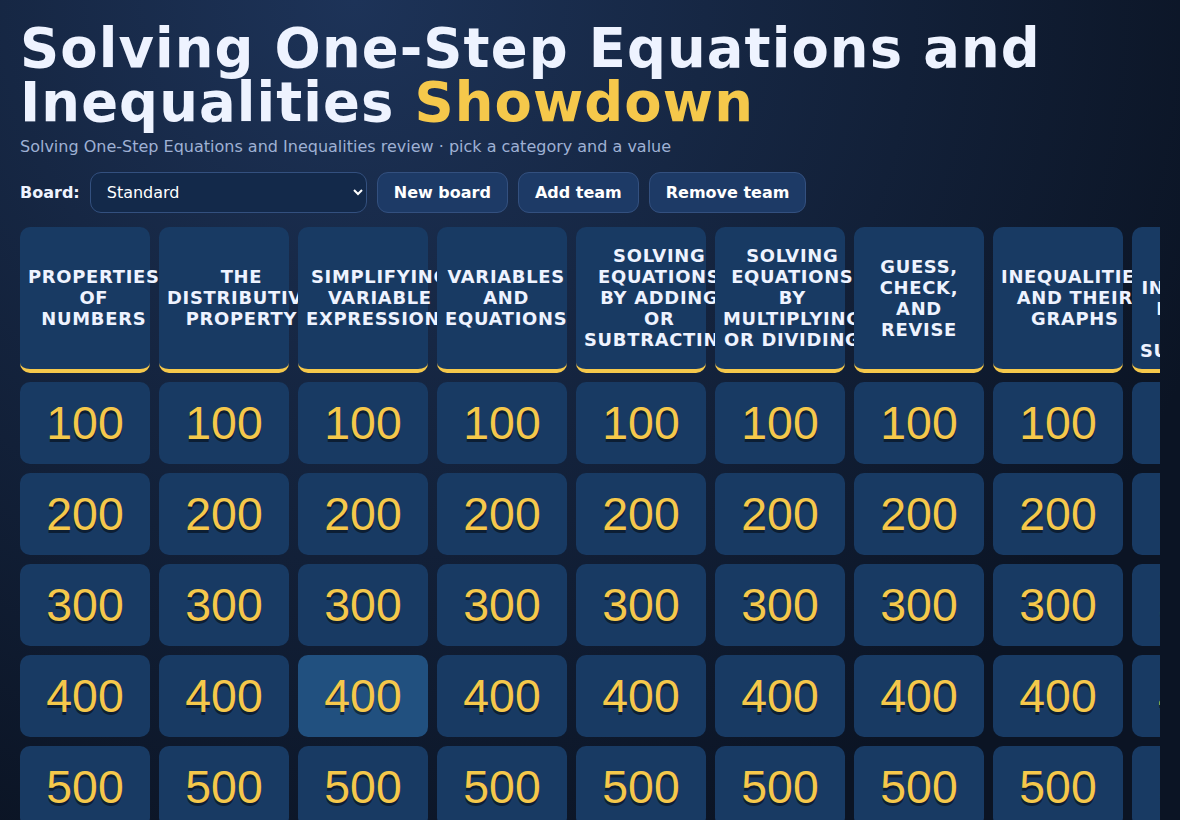 Solving One-Step Equations and
Inequalities Showdown
Solving One-Step Equations and Inequalities review · pick a category and a value
Board: Standard New board Add team Remove team
PROPERTIES
OF
NUMBERS
THE
DISTRIBUTIV
PROPERTY
SIMPLIFYING
VARIABLE
EXPRESSION
VARIABLES
AND
EQUATIONS
SOLVING
EQUATIONS
BY ADDING
OR
SUBTRACTIN
SOLVING
EQUATIONS
BY
MULTIPLYING
OR DIVIDING
GUESS,
CHECK,
AND
REVISE
INEQUALITIE
AND THEIR
GRAPHS
100 100 100 100 100 100 100 100
200 200 200 200 200 200 200 200
300 300 300 300 300 300 300 300
400 400 400 400 400 400 400 400
500 500 500 500 500 500 500 500